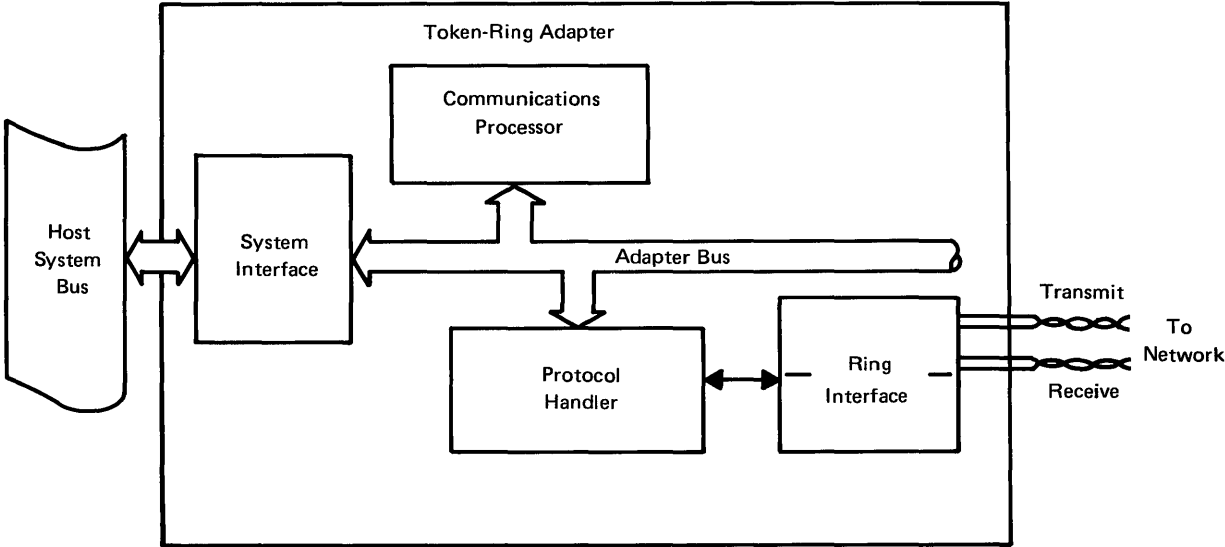 Token-Ring Adapter
Communications
Processor
Host
System
Bus
System
Interface
Adapter Bus
Transmit
To
Network
Ring
Interface
Protocol
Handler
Receive